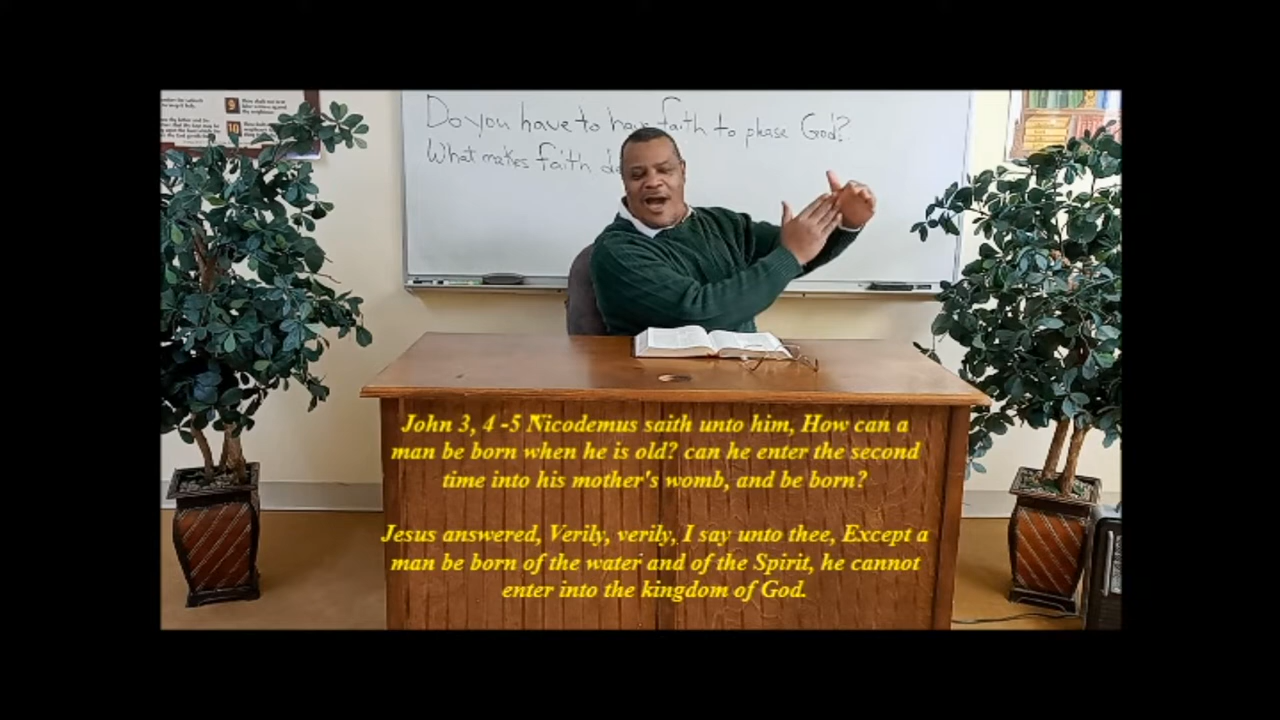 Do you have to have faith to please God?
What makes faith
9
10
John 3, 4 -5 Nicodemus saith unto him, How can a
man be born when he is old? can he enter the second
time into his mother's womb, and be born?
Jesus answered, Verily, verily, I say unto thee, Except a
man be born of the water and of the Spirit, he cannot
enter into the kingdom of God.